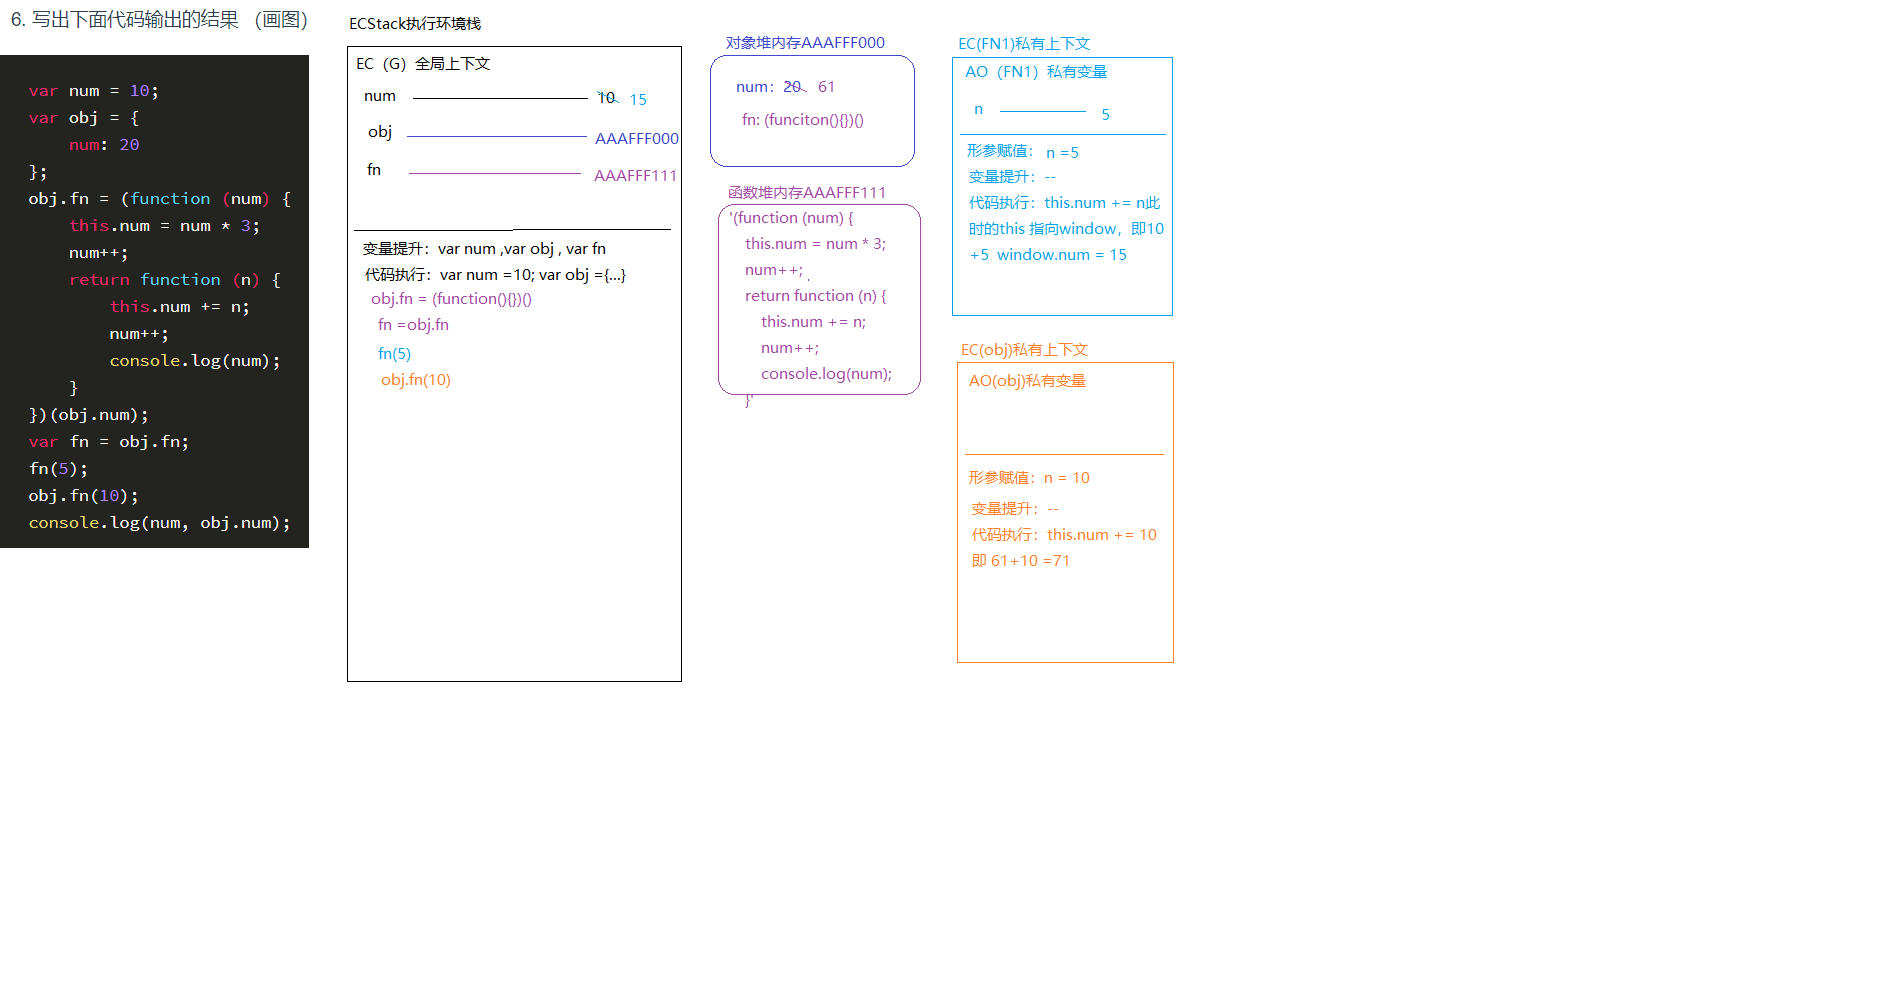 6. 写出下面代码输出的结果 （画图）
var num = 10;
var obj = {
    num: 20
};
obj.fn = (function (num) {
    this.num = num * 3;
    num++;
    return function (n) {
        this.num += n;
        num++;
        console.log(num);
    }
})(obj.num);
var fn = obj.fn;
fn(5);
obj.fn(10);
console.log(num, obj.num);
ECStack执行环境栈
EC（G）全局上下文
num 10 15
obj AAAFFF000
fn AAAFFF111
变量提升：var num ,var obj , var fn
代码执行：var num =10; var obj ={...}
obj.fn = (function(){})()
fn =obj.fn
fn(5)
obj.fn(10)
对象堆内存AAAFFF000
num：20 61
fn: (funciton(){})()
函数堆内存AAAFFF111
'(function (num) {
    this.num = num * 3;
    num++;
    return function (n) {
        this.num += n;
        num++;
        console.log(num);
    }'
EC(FN1)私有上下文
AO（FN1）私有变量
n 5
形参赋值： n =5
变量提升：--
代码执行：this.num += n此
时的this 指向window，即10
+5 window.num = 15
EC(obj)私有上下文
AO(obj)私有变量
形参赋值：n = 10
变量提升：--
代码执行：this.num += 10
即 61+10 =71